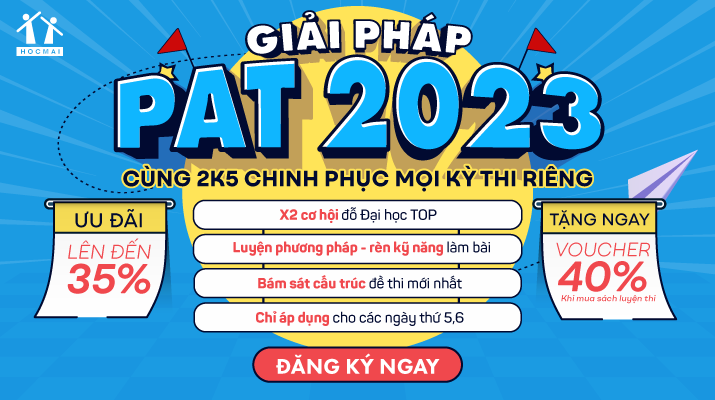 HOCMAI
GIẢI PHÁP
PAT 2023
CÙNG 2K5 CHINH PHỤC MỌI KỲ THI RIÊNG
ƯU ĐÃI
LÊN ĐẾN
35%
X2 cơ hội đỗ Đại học TOP
Luyện phương pháp - rèn kỹ năng làm bài
Bám sát cấu trúc đề thi mới nhất
Chỉ áp dụng cho các ngày thứ 5,6
TẶNG NGAY
VOUCHER
40%
Khi mua sách luyện thi
ĐĂNG KÝ NGAY